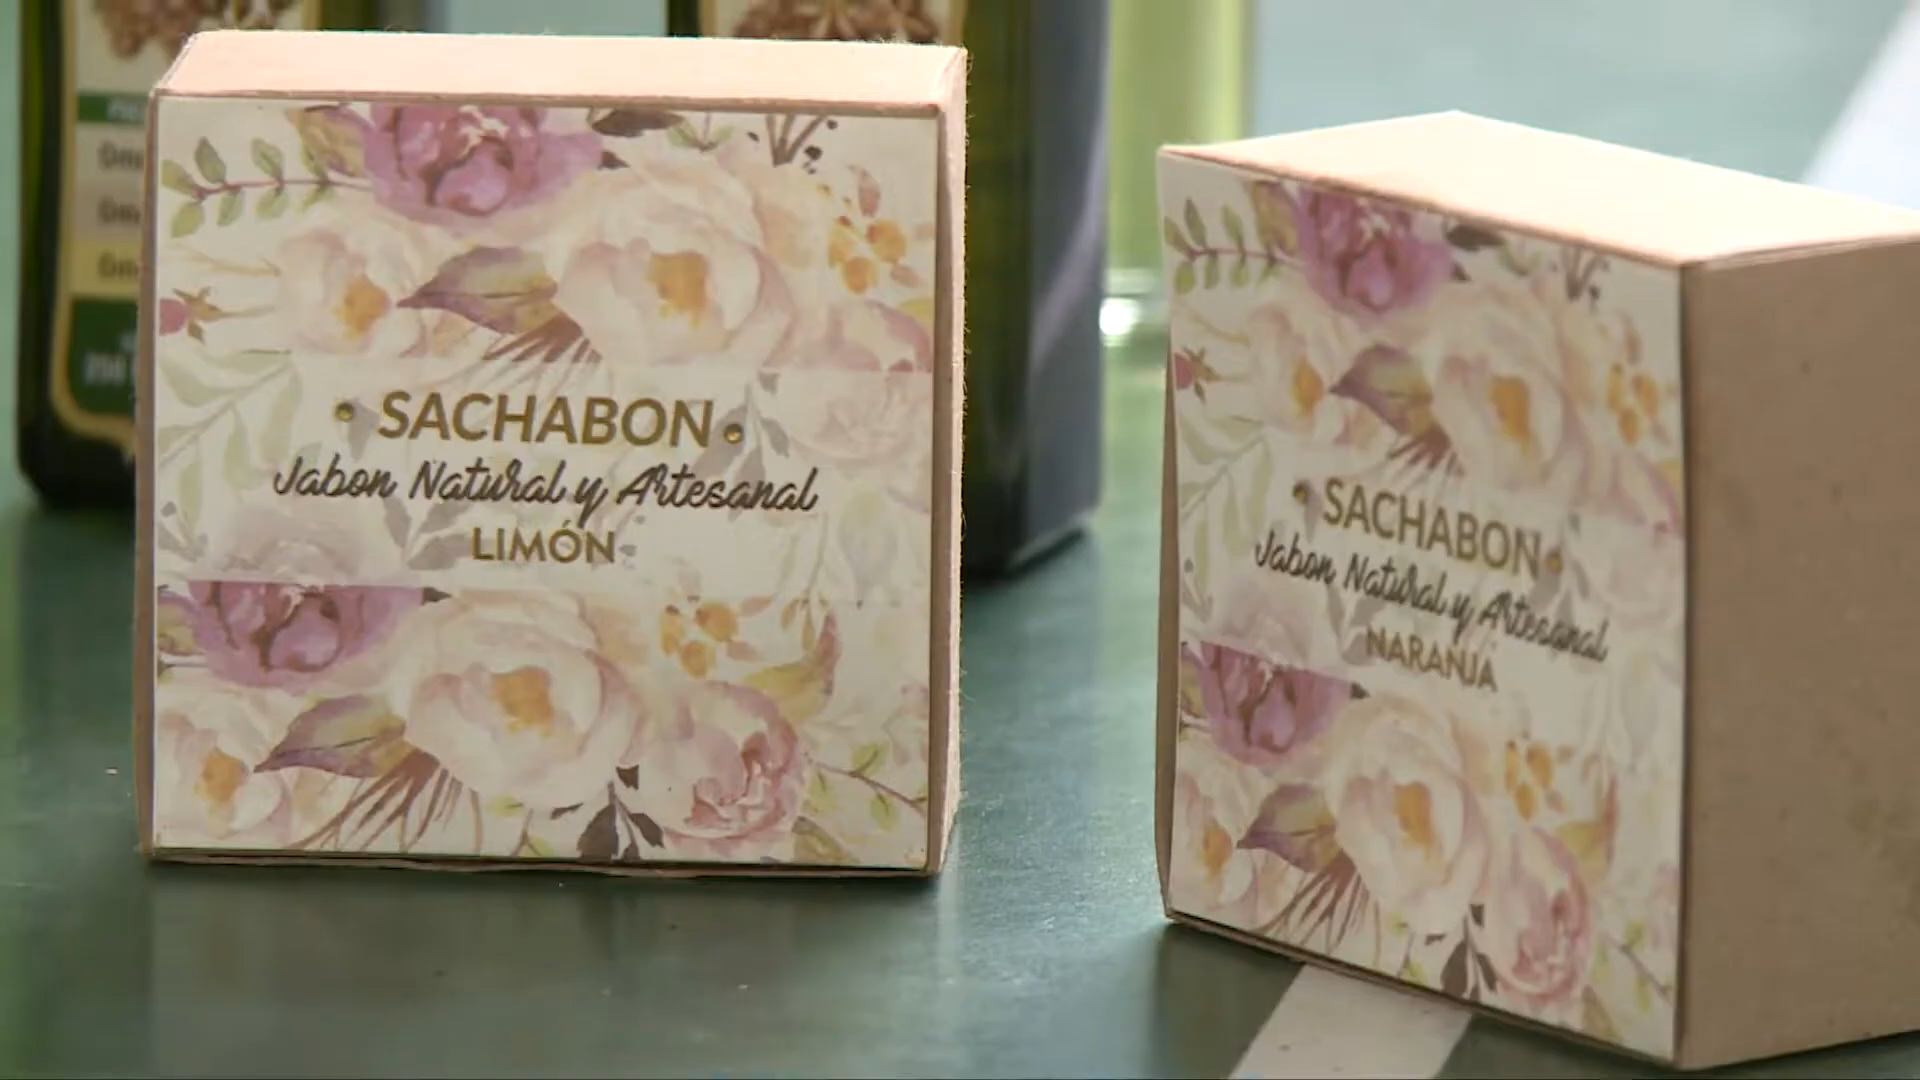 SACHABON
Jabon Natural y Artesanal
LIMÓN
SACHABON
Jabon Natural y Artesanal
NARANJA